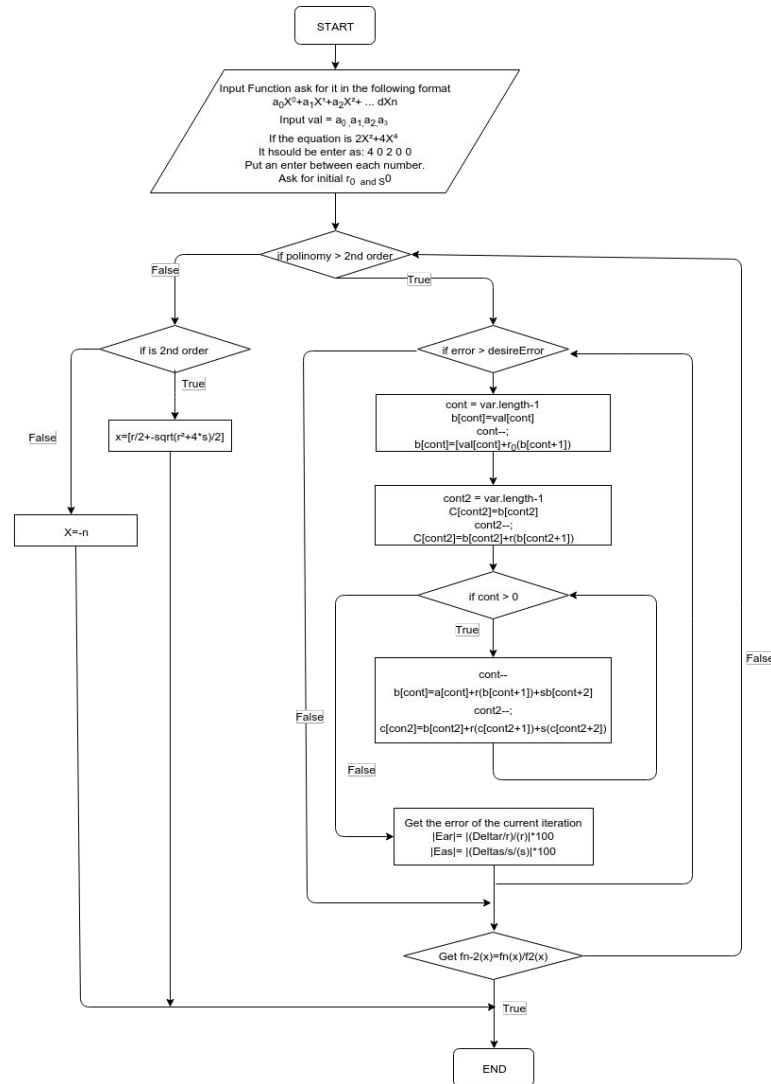 START
Input Function ask for it in the following format
a₀X⁰+a₁X¹+a₂X²+ ... dXn
Input val = a₀,a₁,a₂,a₃
If the equation is 2X²+4X⁴
It hsould be enter as: 4 0 2 0 0
Put an enter between each number.
Ask for initial r₀ and S0
if polinomy > 2nd order
False
True
if is 2nd order
if error > desireError
True
False
x=[r/2+-sqrt(r²+4*s)/2]
X=-n
cont = var.length-1
b[cont]=val[cont]
cont--;
b[cont]=[val[cont]+r₀(b[cont+1])
cont2 = var.length-1
C[cont2]=b[cont2]
cont2--;
C[cont2]=b[cont2]+r(b[cont2+1])
if cont > 0
True
cont--
b[cont]=a[cont]+r(b[cont+1])+sb[cont+2]
cont2--;
c[con2]=b[cont2]+r(c[cont2+1])+s(c[cont2+2])
False
False
False
Get the error of the current iteration
|Ear|= |(Deltar/r)/(r)|*100
|Eas|= |(Deltas/s/(s)|*100
Get fn-2(x)=fn(x)/f2(x)
True
END